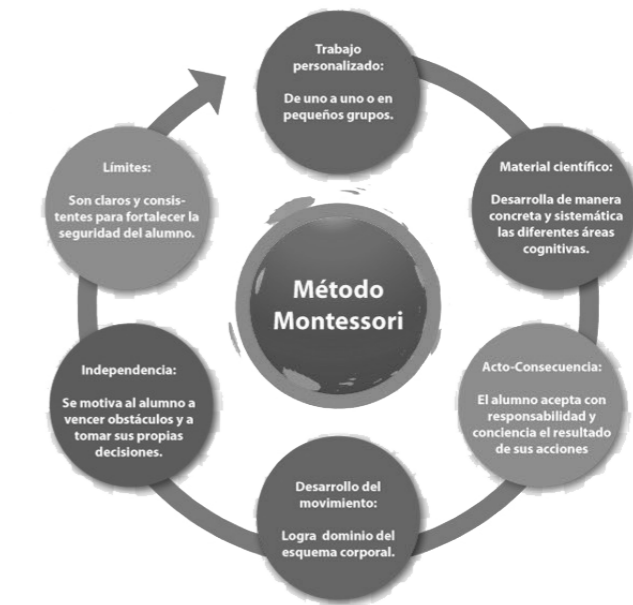 Trabajo
personalizado:
De uno a uno o en
pequeños grupos.
Material científico:
Desarrolla de manera
concreta y sistemática
las diferentes áreas
cognitivas.
Acto-Consecuencia:
El alumno acepta con
responsabilidad y
conciencia el resultado
de sus acciones
Desarrollo del
movimiento:
Logra dominio del
esquema corporal.
Independencia:
Se motiva al alumno a
vencer obstáculos y a
tomar sus propias
decisiones.
Límites:
Son claros y consis-
tentes para fortalecer la
seguridad del alumno.
Método
Montessori